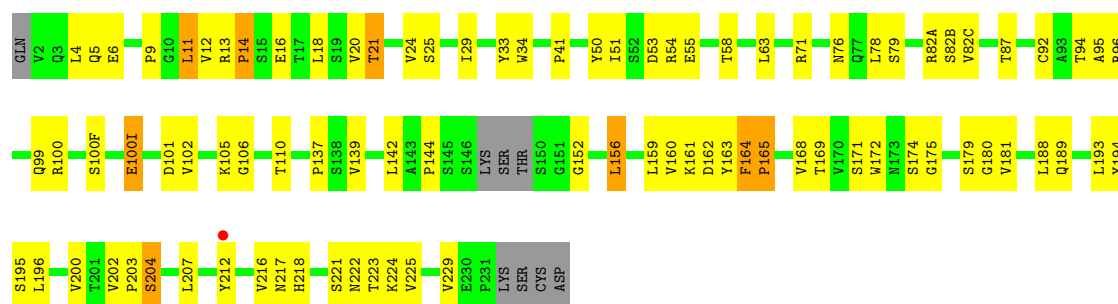 GLN V2 Q3 L4 Q5 E6 P9 G10 L11 V12 R13 P14 S15 E16 T17 L18 S19 V20 T21 V24 S25 I29 Y33 W34 P41 Y50 I51 S52 D53 R54 E55 T58 L63 R71 N76 Q77 L78 S79 R82A S82B V82C T87 C92 A93 T94 A95 R96
Q99 R100 S100F E100I D101 V102 K105 G106 T110 P137 S138 V139 L142 A143 P144 S145 S146 LYS SER THR S150 G151 G152 L156 L159 V160 K161 D162 Y163 F164 P165 V168 T169 V170 S171 W172 N173 S174 G175 S179 G180 V181 L188 Q189 L193 Y194
S195 L196 V200 T201 V202 P203 S204 L207 Y212 V216 N217 H218 S221 N222 T223 K224 V225 V229 E230 P231 LYS SER CYS ASP